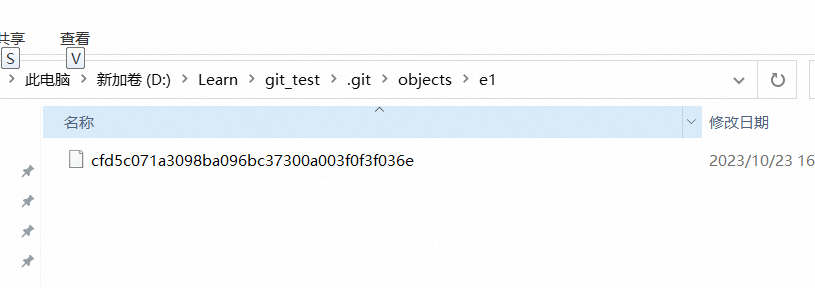 共享 查看
S V
此电脑 > 新加卷 (D:) > Learn > git_test > .git > objects > e1
名称 修改日期
cfd5c071a3098ba096bc37300a003f0f3f036e 2023/10/23 16